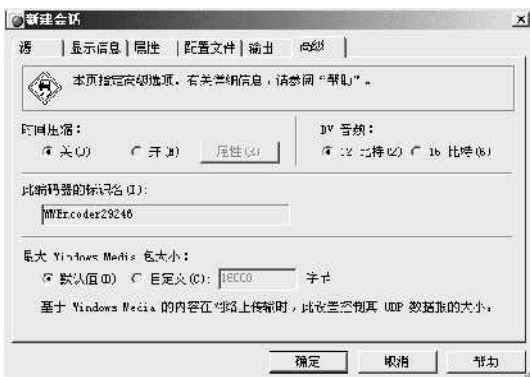 新建会话
源 显示信息 属性 配置文件 输出 高级
本页指定高级选项。有关详细信息,请参阅“帮助”。
时间压缩:
关(J) 开(N) 属性(X)
DV 音频:
12 比特(2) 16 比特(6)
此编码器的标识名(I):
WMEncoder29246
最大 Windows Media 包大小:
默认值(D) 自定义(C): 16000 字节
基于 Windows Media 的内容在网络上传输时,此设置控制其 UDP 数据报的大小。
确定 取消 帮助